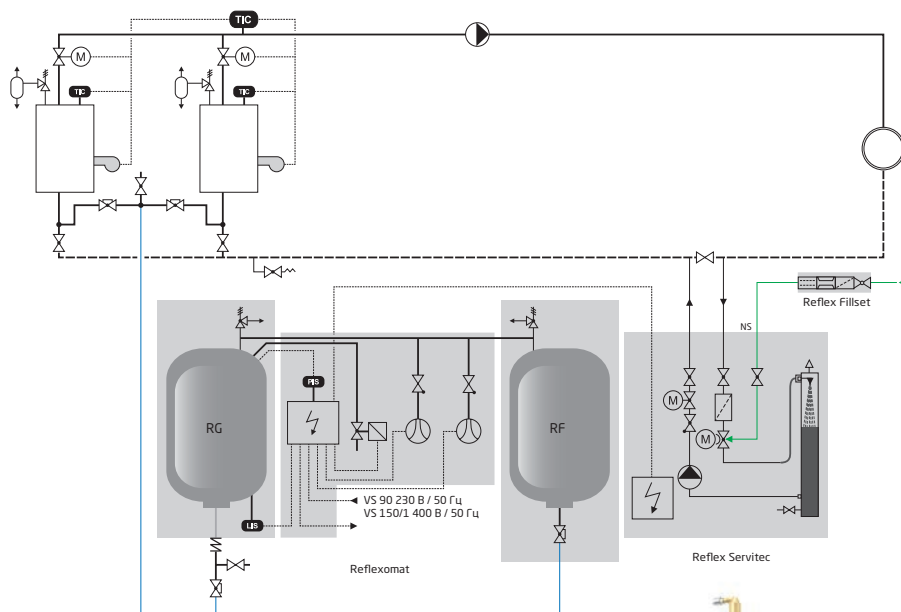 TIC
M
M
TIC
TIC
Reflex Fillset
NS
PIS
RG
RF
M
M
VS 90 230 В / 50 Гц
VS 150/1 400 В / 50 Гц
LIS
Reflexomat
Reflex Servitec